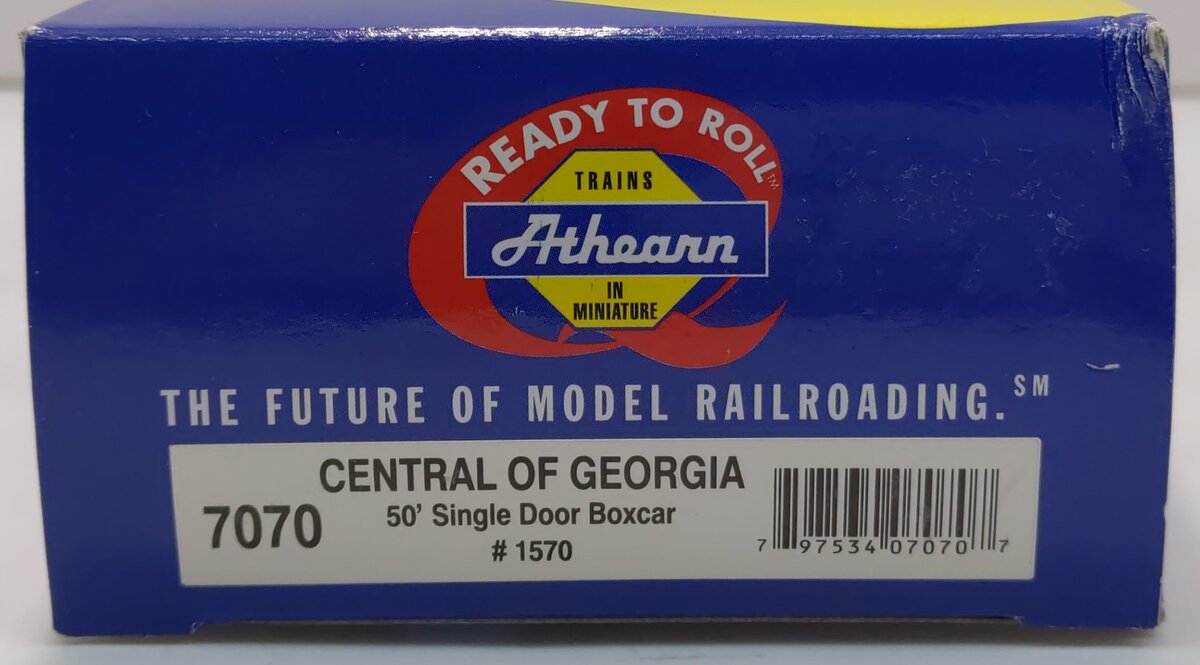 READY TO ROLL™
TRAINS
Athearn
IN
MINIATURE
THE FUTURE OF MODEL RAILROADING.℠
CENTRAL OF GEORGIA
7070
50' Single Door Boxcar
# 1570
7 97534 07070 7